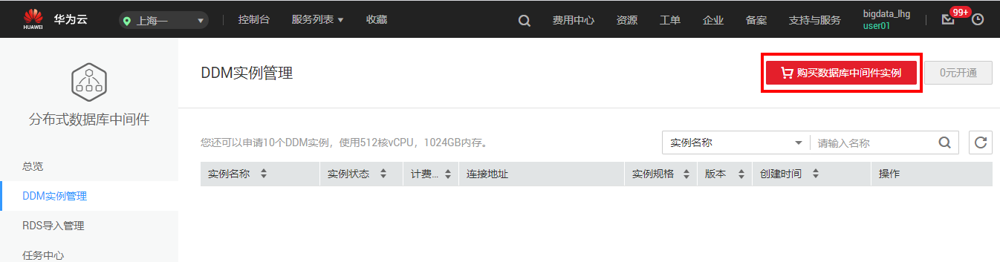 HUAWEI 华为云 上海一 控制台 服务列表 收藏 费用中心 资源 工单 企业 备案 支持与服务 bigdata_lhg 99+
user01
分布式数据库中间件
总览
DDM实例管理
RDS导入管理
任务中心
DDM实例管理 购买数据库中间件实例 0元开通
您还可以申请10个DDM实例，使用512核vCPU，1024GB内存。 实例名称 请输入名称
实例名称 实例状态 计费... 连接地址 实例规格 版本 创建时间 操作